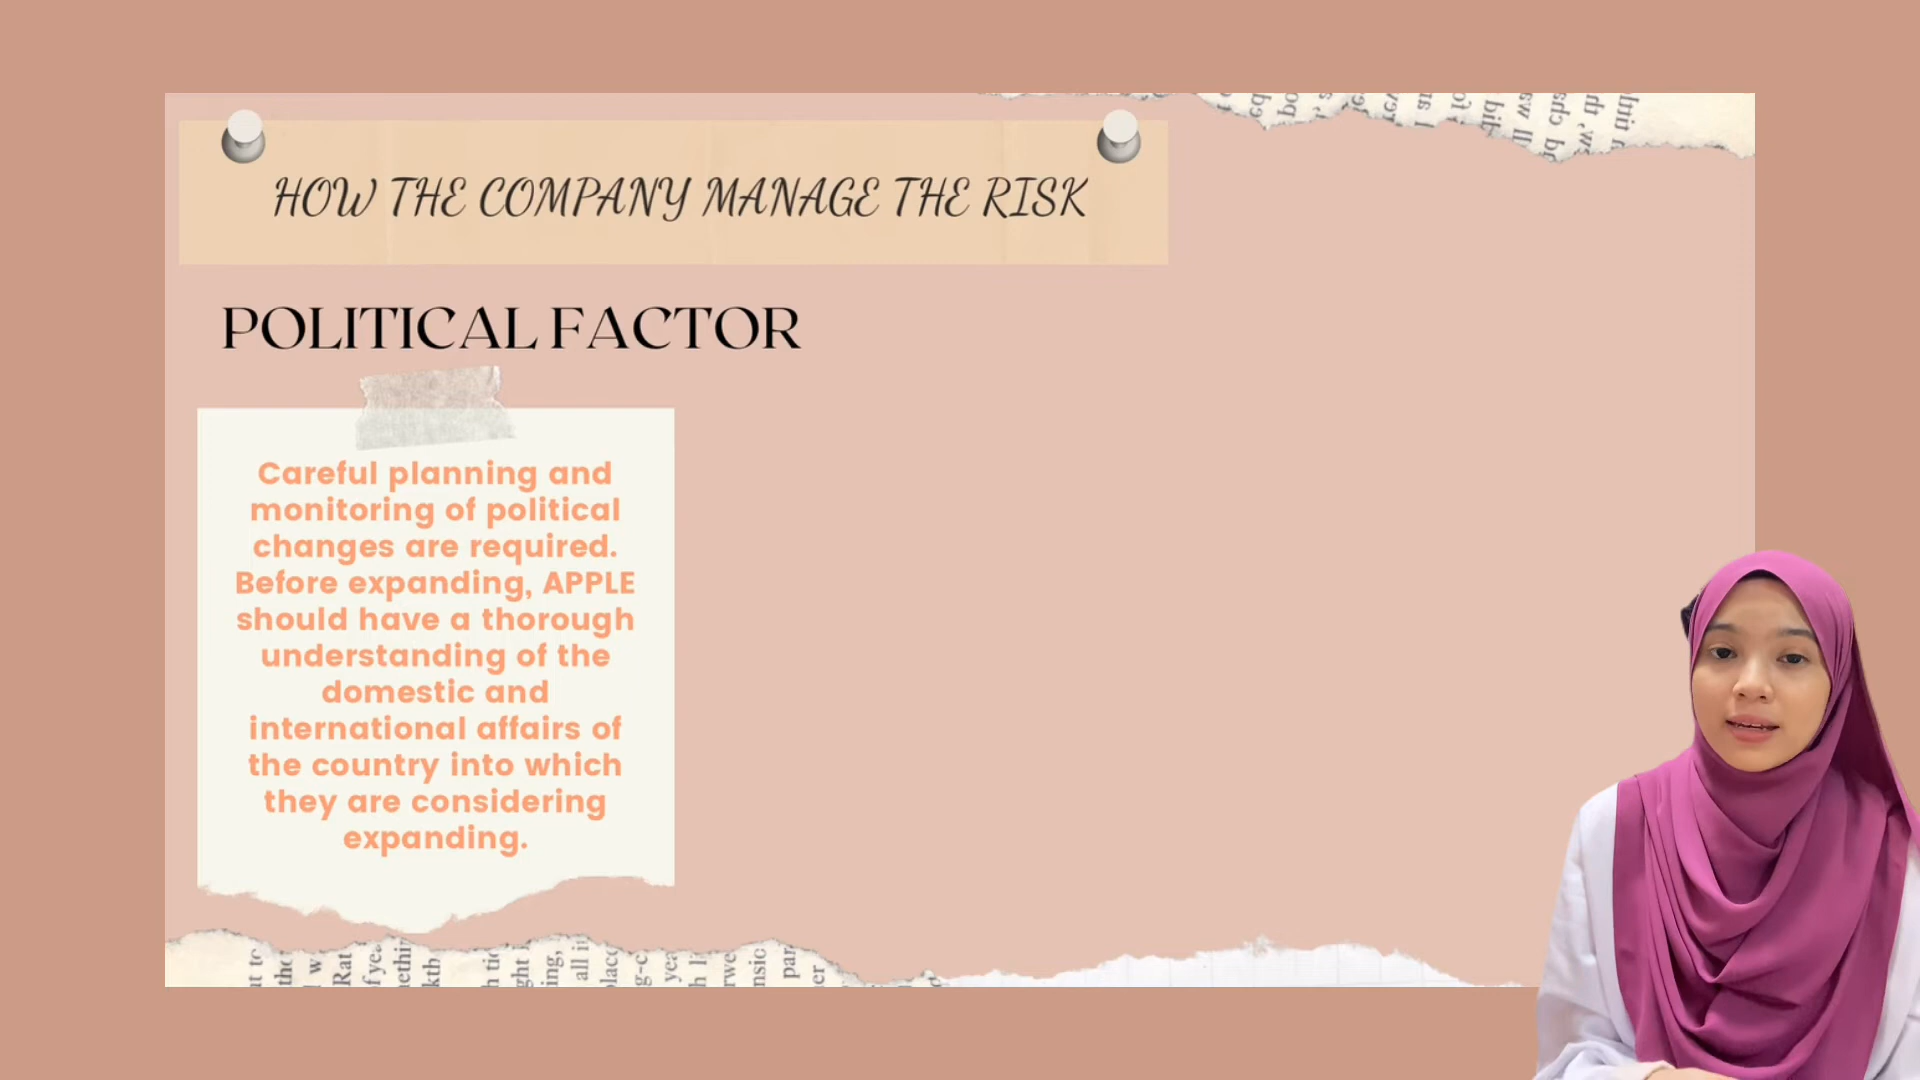 HOW THE COMPANY MANAGE THE RISK
POLITICAL FACTOR
Careful planning and
monitoring of political
changes are required.
Before expanding, APPLE
should have a thorough
understanding of the
domestic and
international affairs of
the country into which
they are considering
expanding.